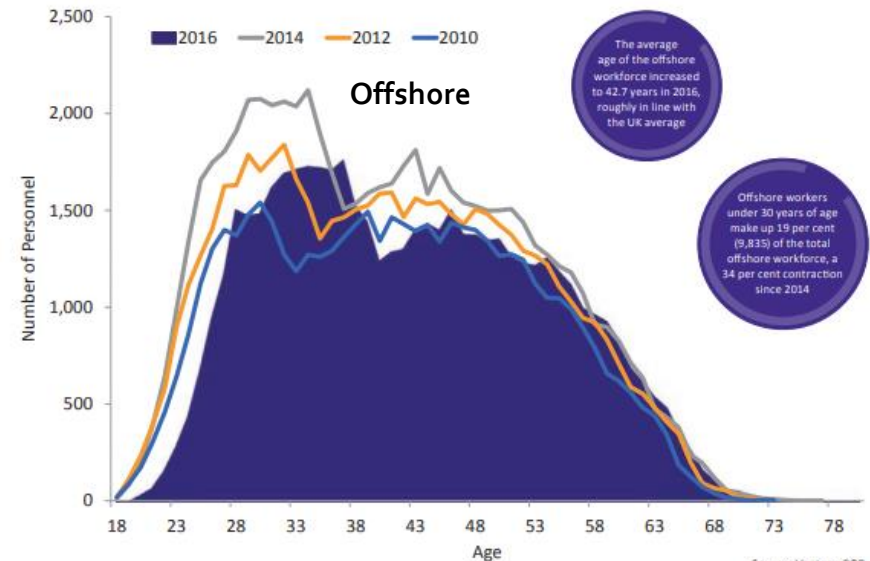 2,500
2,000
1,500
1,000
500
0
Number of Personnel
2016
2014
2012
2010
Offshore
The average
age of the offshore
workforce increased
to 42.7 years in 2016,
roughly in line with
the UK average
Offshore workers
under 30 years of age
make up 19 per cent
(9,835) of the total
offshore workforce, a
34 per cent contraction
since 2014
18 23 28 33 38 43 48 53 58 63 68 73 78
Age